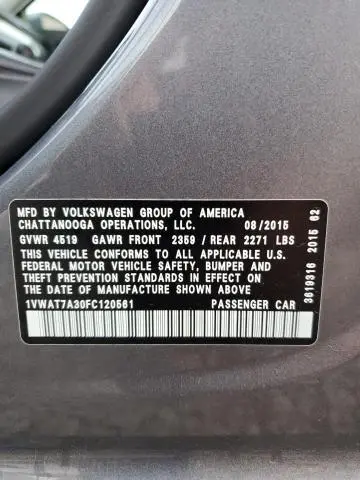 MFD BY VOLKSWAGEN GROUP OF AMERICA
CHATTANOOGA OPERATIONS, LLC. 08/2015
GVWR 4519 GAWR FRONT 2359 / REAR 2271 LBS
THIS VEHICLE CONFORMS TO ALL APPLICABLE U.S.
FEDERAL MOTOR VEHICLE SAFETY, BUMPER AND
THEFT PREVENTION STANDARDS IN EFFECT ON
THE DATE OF MANUFACTURE SHOWN ABOVE.
1VWAT7A30FC120561 PASSENGER CAR
3619316 2015 62